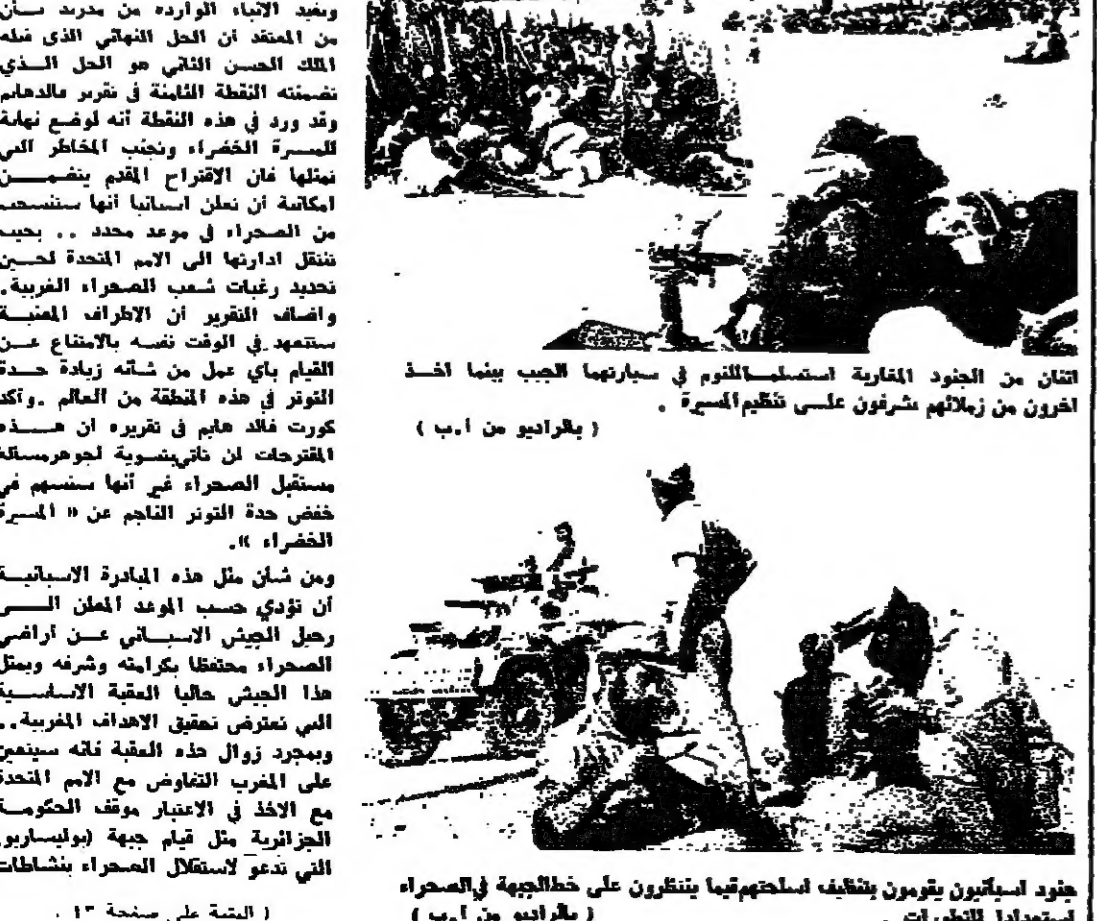 وتفيد الانباء الواردة من مدريد بأن
من المعتقد أن الحل النهائي الذى قبله
الملك الحسن الثاني هو الحل الذي
تضمنته النقطة الثامنة في تقرير فالدهايم
وقد ورد في هذه النقطة أنه لوضع نهاية
للمسيرة الخضراء وتجنب المخاطر التي
تمثلها فان الاقتراح المقدم يتضمن
امكانية أن تعلن اسبانيا أنها ستنسحب
من الصحراء في موعد محدد .. بحيث
تنتقل ادارتها الى الامم المتحدة لحين
تحديد رغبات شعب الصحراء الغربية.
واضاف التقرير أن الاطراف المعنية
ستتعهد في الوقت نفسه بالامتناع عن
القيام بأي عمل من شأنه زيادة حدة
التوتر في هذه المنطقة من العالم .وأكد
كورت فالد هايم فى تقريره ان هذه
المقترحات لن تاتي بتسوية لجوهر مسألة
مستقبل الصحراء غير أنها ستسهم في
خفض حدة التوتر الناجم عن « المسيرة
الخضراء ».
ومن شأن مثل هذه المبادرة الاسبانية
أن تؤدي حسب الموعد المعلن الى
رحيل الجيش الاسباني عن أراضى
الصحراء محتفظا بكرامته وشرفه ويمثل
هذا الجيش حاليا العقبة الاساسية
التي تعترض تحقيق الاهداف المغربية..
وبمجرد زوال هذه العقبة فانه سيتعين
على المغرب التفاوض مع الامم المتحدة
مع الاخذ في الاعتبار موقف الحكومة
الجزائرية مثل قيام جبهة (بوليساريو
التي تدعو لاستقلال الصحراء بنشاطات
( البقية على صفحة ١٣ .
اثنان من الجنود المغاربة استسلما للنوم في سيارتهما الجيب بينما اخذ
اخرون من زملائهم يشرفون على تنظيم المسيرة .
( بالراديو من أ.ب )
جنود اسبانيون يقومون بتنظيف اسلحتهم فيما ينتظرون على خط الجبهة في الصحراء
استعدادا للتطورات . ( بالراديو من أ.ب )